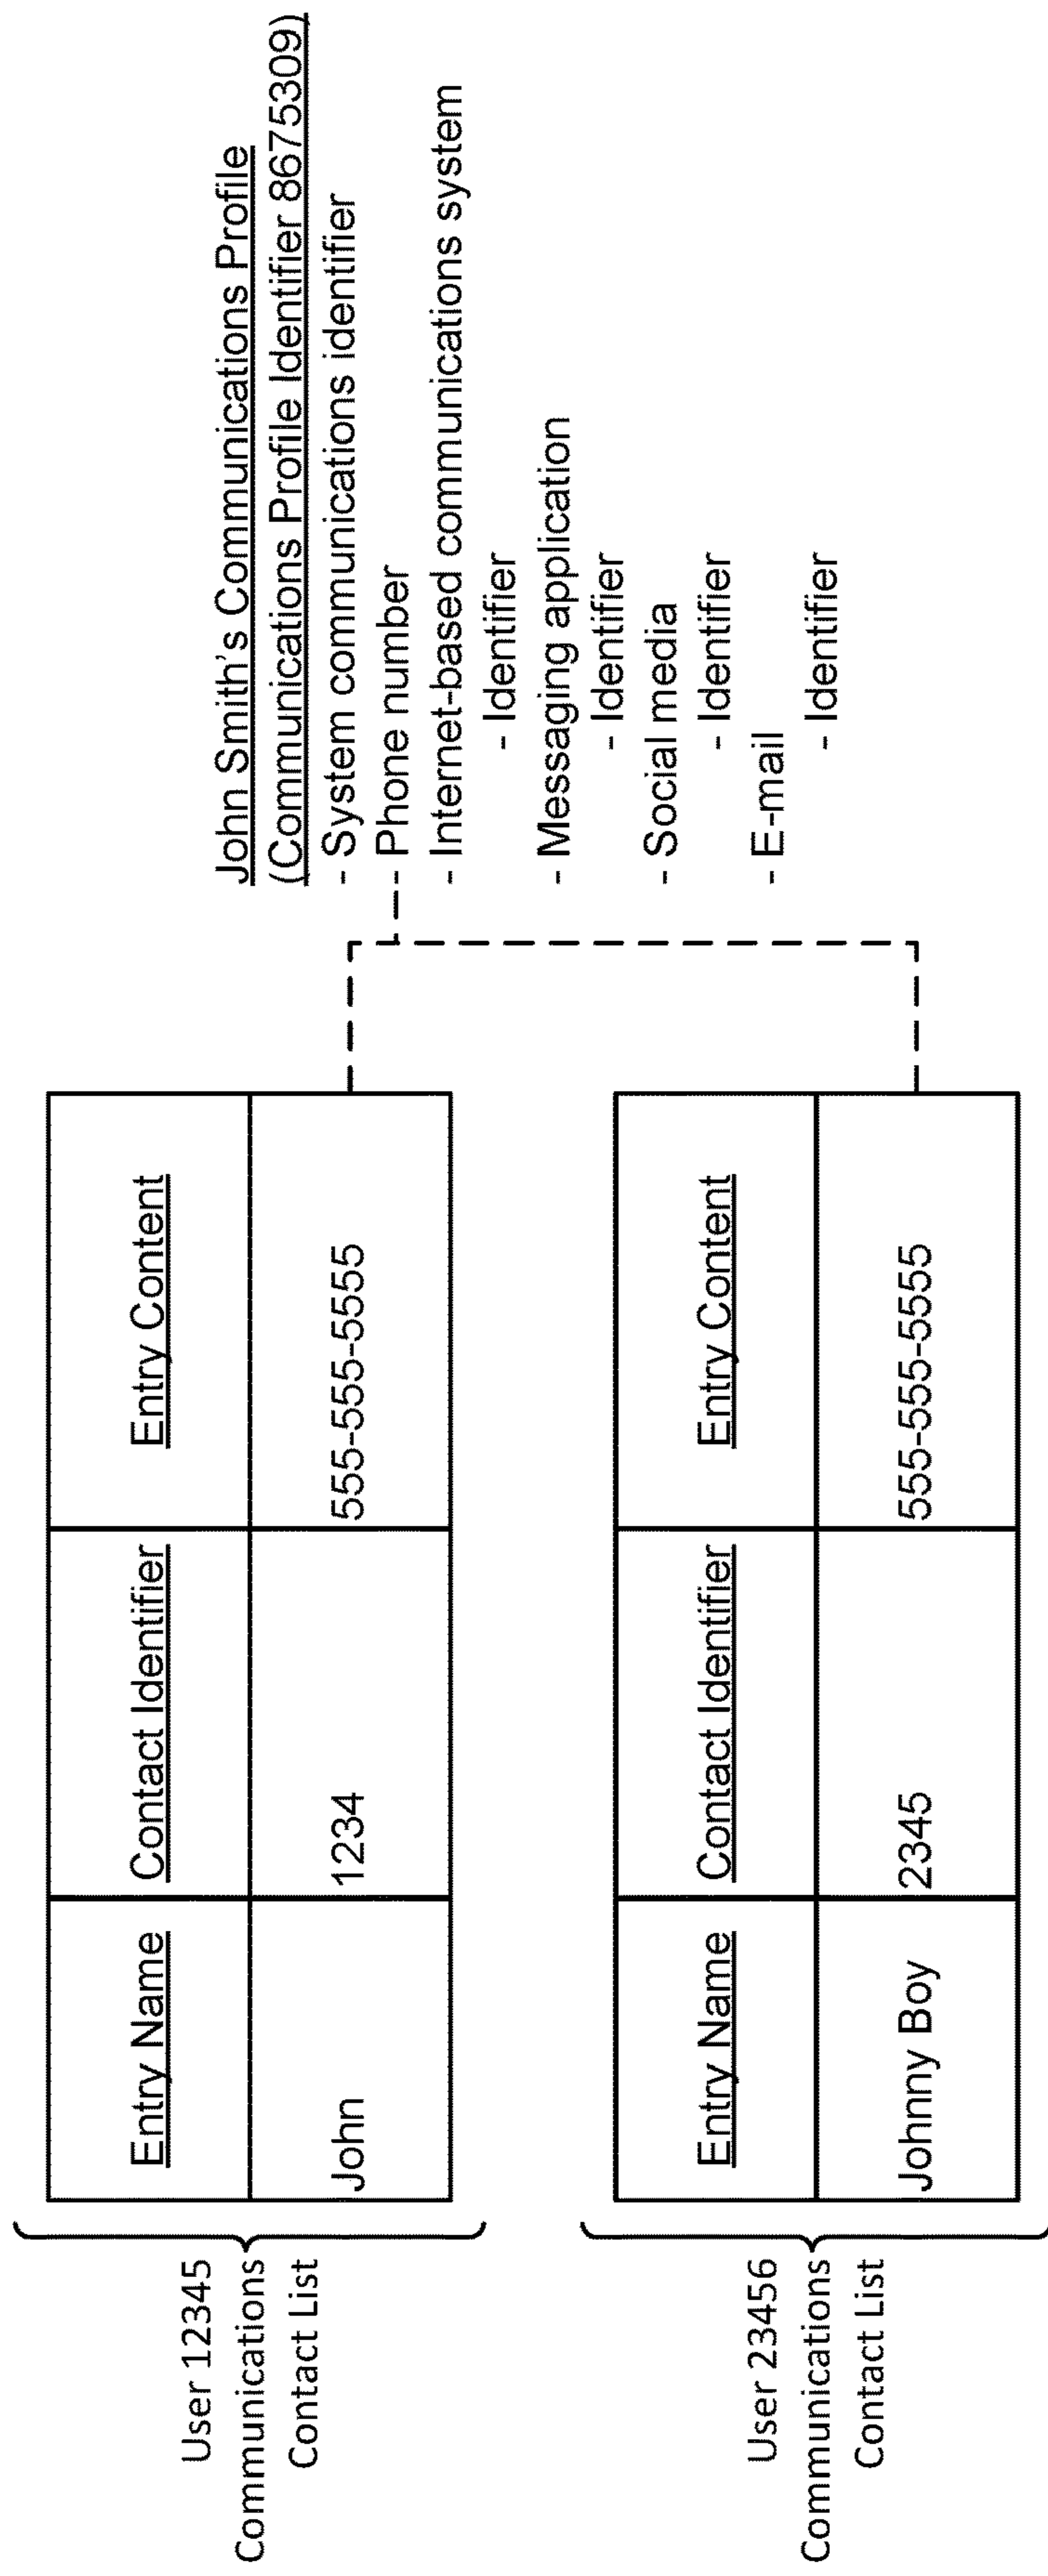 User 12345
Communications
Contact List
Entry Name
Contact Identifier
Entry Content
John
1234
555-555-5555
User 23456
Communications
Contact List
Entry Name
Contact Identifier
Entry Content
Johnny Boy
2345
555-555-5555
John Smith's Communications Profile
(Communications Profile Identifier 8675309)
- System communications identifier
- Phone number
- Internet-based communications system
- Identifier
- Messaging application
- Identifier
- Social media
- Identifier
- E-mail
- Identifier